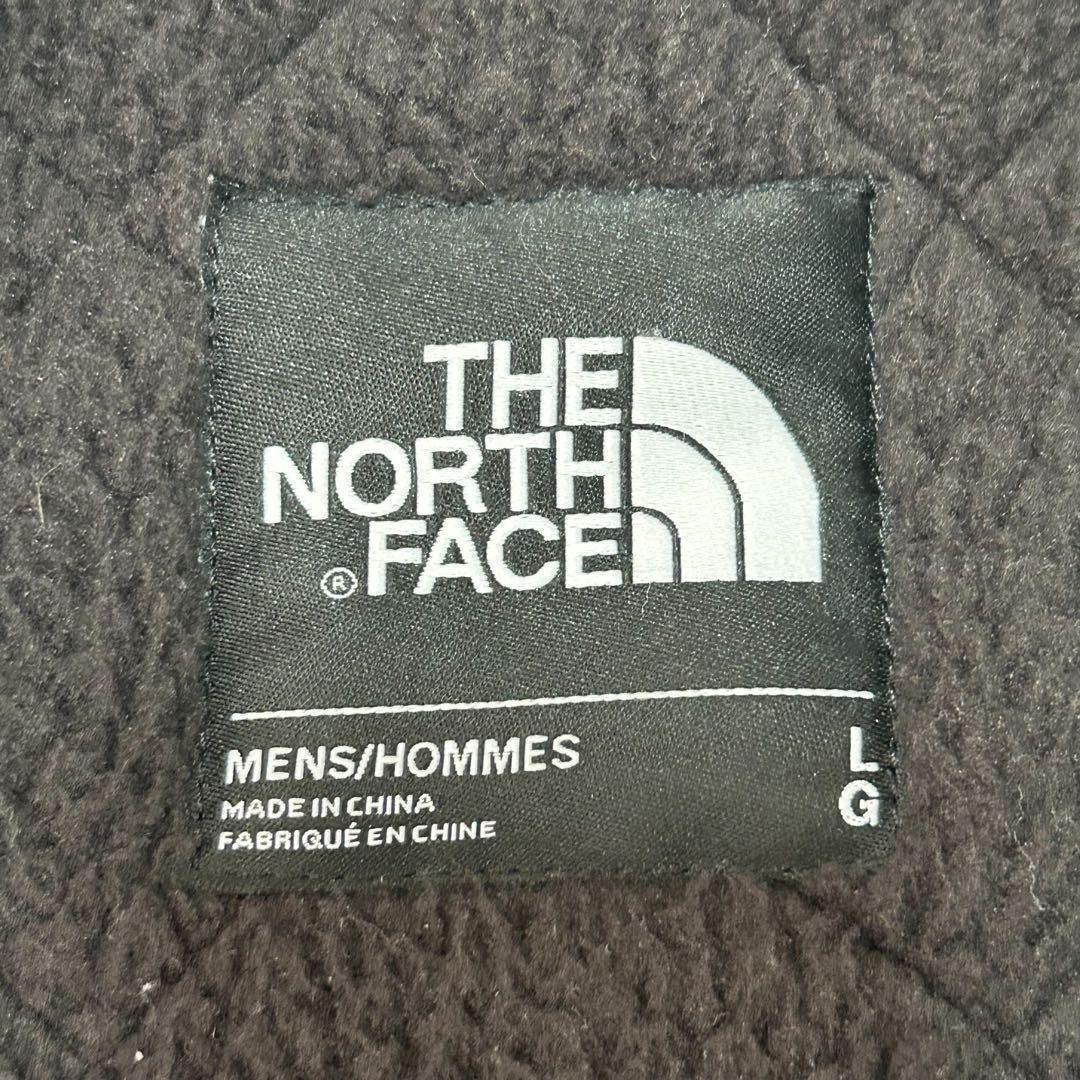 THE
NORTH
® FACE
MENS/HOMMES
L
MADE IN CHINA
G
FABRIQUÉ EN CHINE